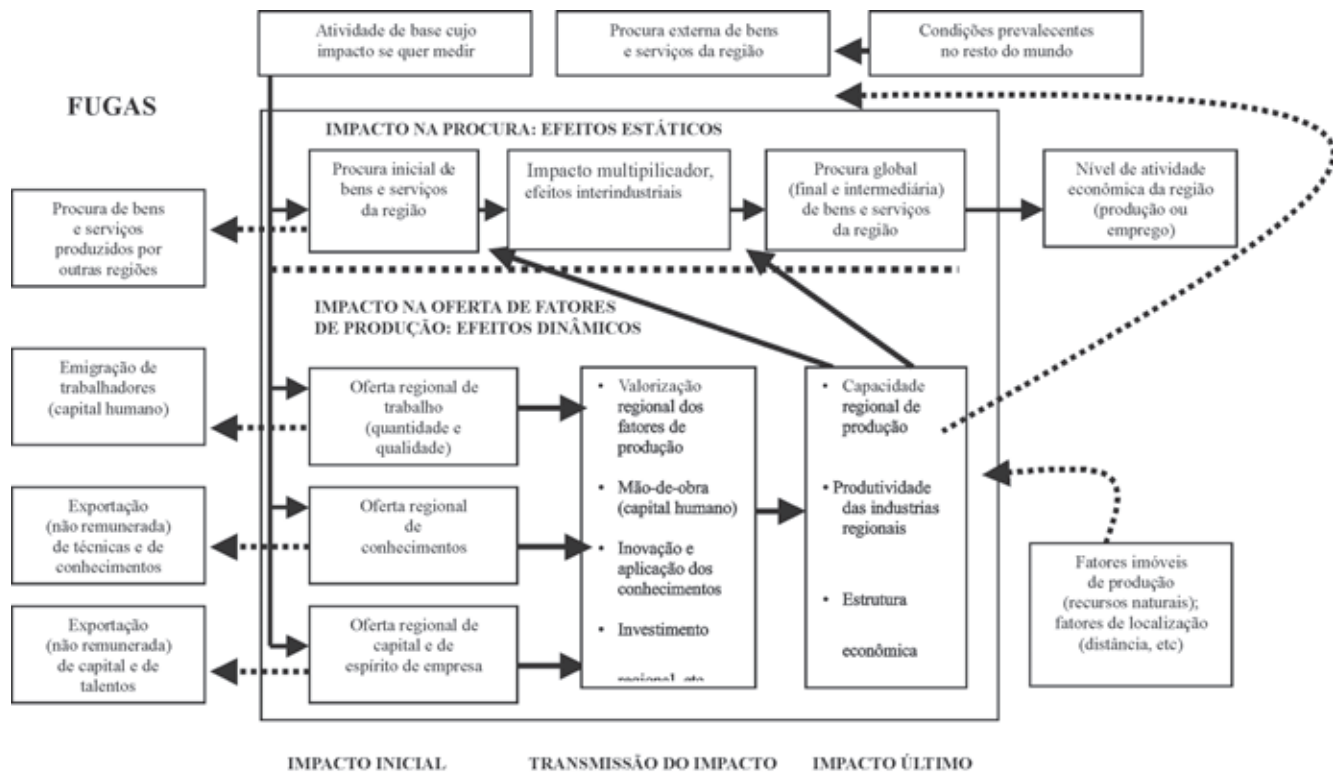 Atividade de base cujo
impacto se quer medir
Procura externa de bens
e serviços da região
Condições prevalecentes
no resto do mundo
FUGAS
IMPACTO NA PROCURA: EFEITOS ESTÁTICOS
Procura inicial de
bens e serviços
da região
Impacto multipilicador,
efeitos interindustriais
Procura global
(final e intermediária)
de bens e serviços
da região
Nível de atividade
econômica da região
(produção ou
emprego)
Procura de bens
e serviços
produzidos por
outras regiões
IMPACTO NA OFERTA DE FATORES
DE PRODUÇÃO: EFEITOS DINÂMICOS
Emigração de
trabalhadores
(capital humano)
Oferta regional de
trabalho
(quantidade e
qualidade)
Exportação
(não remunerada)
de técnicas e de
conhecimentos
Oferta regional
de
conhecimentos
Exportação
(não remunerada)
de capital e de
talentos
Oferta regional de
capital e de
espírito de empresa
• Valorização
regional dos
fatores de
produção
• Mão-de-obra
(capital humano)
• Inovação e
aplicação dos
conhecimentos
• Investimento
regional, etc
• Capacidade
regional de
produção
• Produtividade
das industrias
regionais
• Estrutura
econômica
Fatores imóveis
de produção
(recursos naturais);
fatores de localização
(distância, etc)
IMPACTO INICIAL
TRANSMISSÃO DO IMPACTO
IMPACTO ÚLTIMO